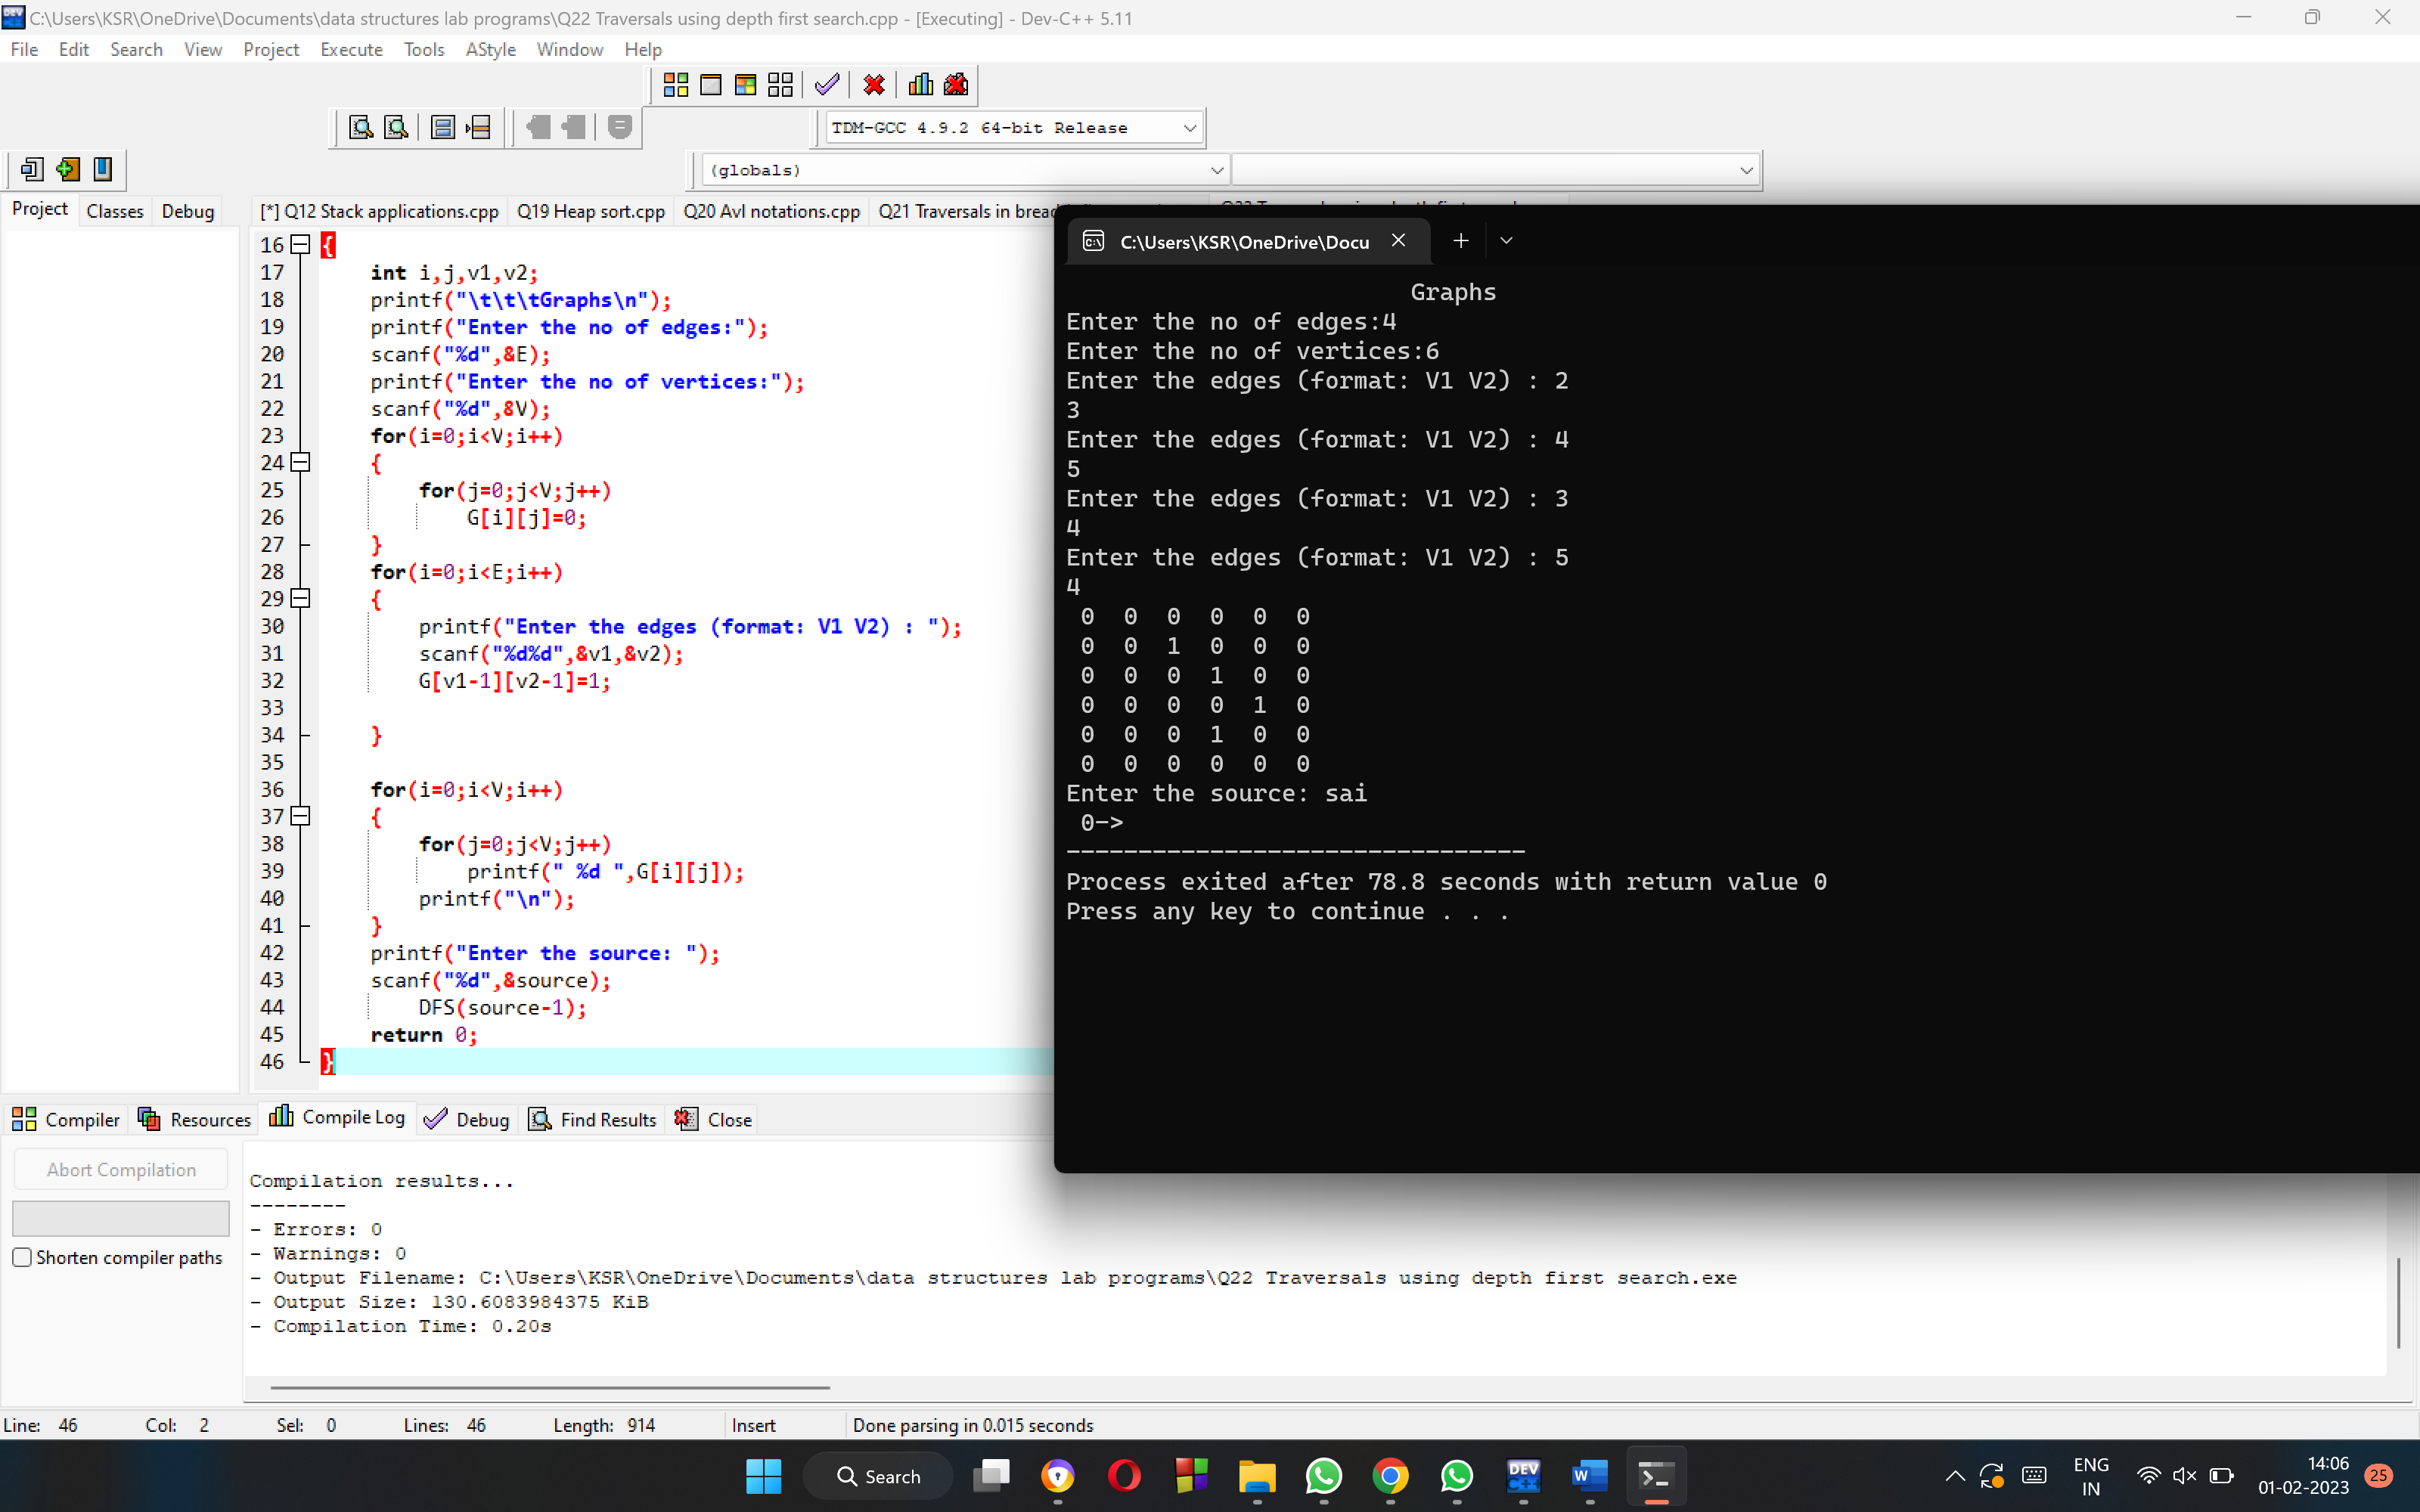 C:\Users\KSR\OneDrive\Documents\data structures lab programs\Q22 Traversals using depth first search.cpp - [Executing] - Dev-C++ 5.11
File Edit Search View Project Execute Tools AStyle Window Help
TDM-GCC 4.9.2 64-bit Release
(globals)
Project Classes Debug
[*] Q12 Stack applications.cpp Q19 Heap sort.cpp Q20 Avl notations.cpp Q21 Traversals in
16 {
17 int i,j,v1,v2;
18 printf("\t\t\tGraphs\n");
19 printf("Enter the no of edges:");
20 scanf("%d",&E);
21 printf("Enter the no of vertices:");
22 scanf("%d",&V);
23 for(i=0;i<V;i++)
24 {
25 for(j=0;j<V;j++)
26 G[i][j]=0;
27 }
28 for(i=0;i<E;i++)
29 {
30 printf("Enter the edges (format: V1 V2) : ");
31 scanf("%d%d",&v1,&v2);
32 G[v1-1][v2-1]=1;
33
34 }
35
36 for(i=0;i<V;i++)
37 {
38 for(j=0;j<V;j++)
39 printf(" %d ",G[i][j]);
40 printf("\n");
41 }
42 printf("Enter the source: ");
43 scanf("%d",&source);
44 DFS(source-1);
45 return 0;
46 }
C:\Users\KSR\OneDrive\Docu
Graphs
Enter the no of edges:4
Enter the no of vertices:6
Enter the edges (format: V1 V2) : 2
3
Enter the edges (format: V1 V2) : 4
5
Enter the edges (format: V1 V2) : 3
4
Enter the edges (format: V1 V2) : 5
4
0 0 0 0 0 0
0 0 1 0 0 0
0 0 0 1 0 0
0 0 0 0 1 0
0 0 0 1 0 0
0 0 0 0 0 0
Enter the source: sai
0->
--------------------------------
Process exited after 78.8 seconds with return value 0
Press any key to continue . . .
Compiler Resources Compile Log Debug Find Results Close
Abort Compilation
Shorten compiler paths
Compilation results...
--------
- Errors: 0
- Warnings: 0
- Output Filename: C:\Users\KSR\OneDrive\Documents\data structures lab programs\Q22 Traversals using depth first search.exe
- Output Size: 130.6083984375 KiB
- Compilation Time: 0.20s
Line: 46 Col: 2 Sel: 0 Lines: 46 Length: 914 Insert Done parsing in 0.015 seconds
Search
DEV C++
W
ENG
IN
14:06
01-02-2023
25